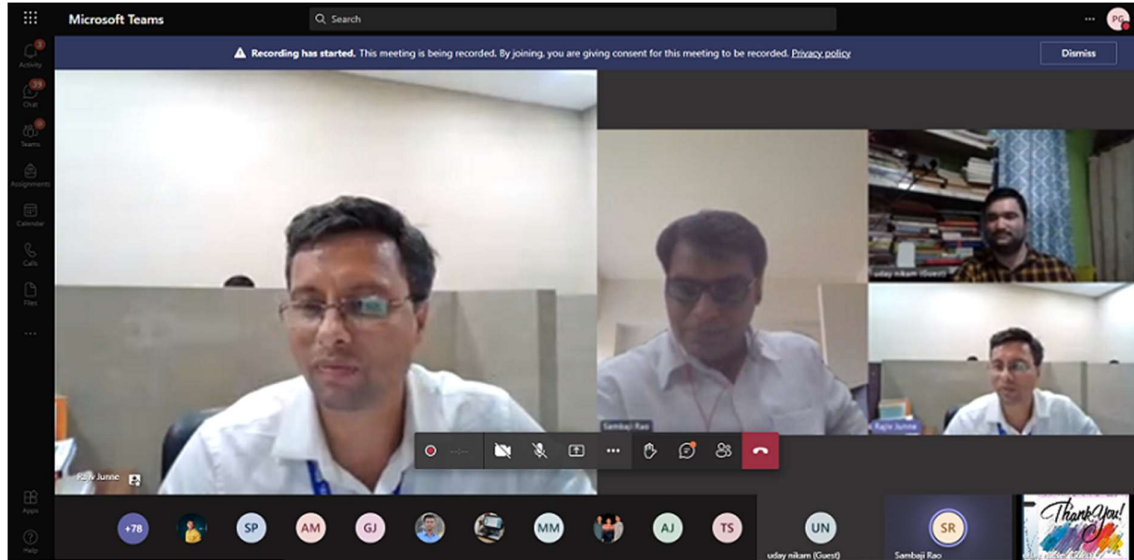 Microsoft Teams
Search
PG
Recording has started. This meeting is being recorded. By joining, you are giving consent for this meeting to be recorded. Privacy policy
Dismiss
3
Activity
39
Chat
Teams
Assignments
Calendar
Calls
Files
uday nikam (Guest)
Sambaji Rao
Rajiv Junne
Rajiv Junne
--:--
+78
SP
AM
GJ
MM
AJ
TS
UN
SR
Thank You!
uday nikam (Guest)
Sambaji Rao
Apps
Help